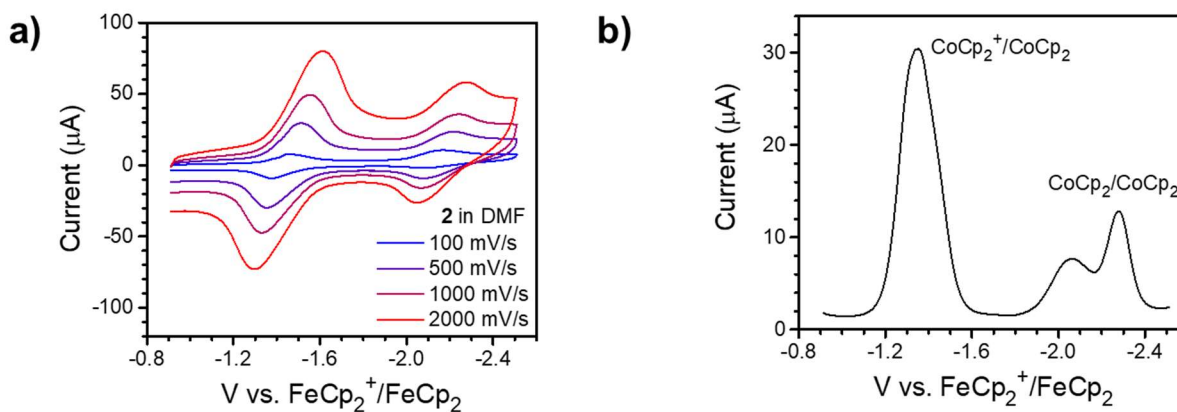 a)
100
50
0
-50
-100
Current (μA)
-0.8 -1.2 -1.6 -2.0 -2.4
V vs. FeCp2+/FeCp2
2 in DMF
100 mV/s
500 mV/s
1000 mV/s
2000 mV/s
b)
30
20
10
0
Current (μA)
-0.8 -1.2 -1.6 -2.0 -2.4
V vs. FeCp2+/FeCp2
CoCp2+/CoCp2
CoCp2/CoCp2